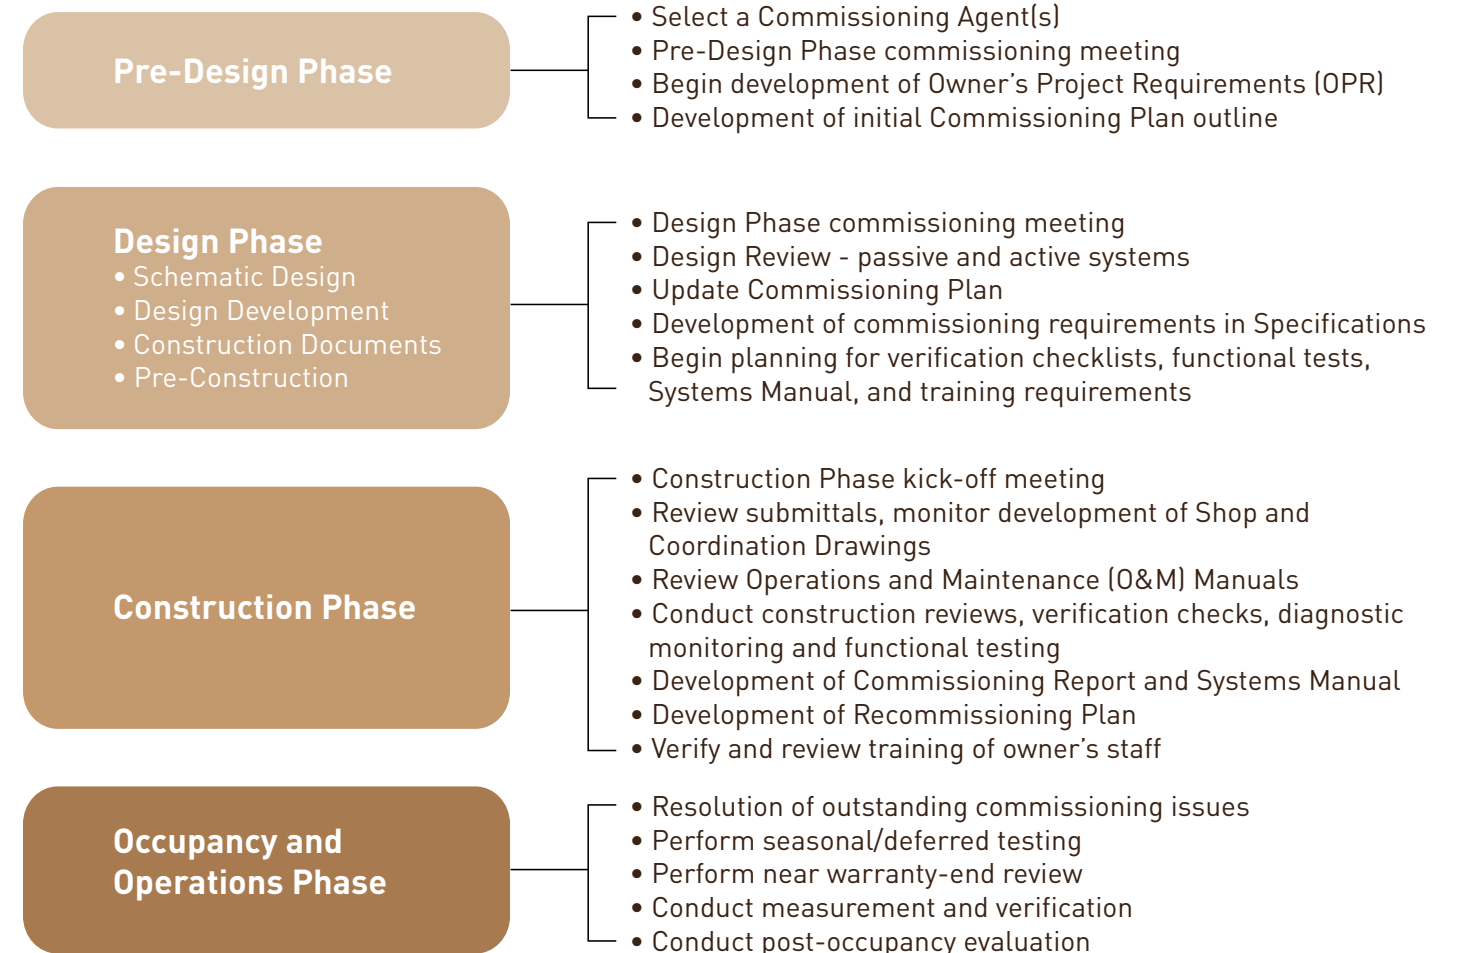 Pre-Design Phase
• Select a Commissioning Agent(s)
• Pre-Design Phase commissioning meeting
• Begin development of Owner’s Project Requirements (OPR)
• Development of initial Commissioning Plan outline
Design Phase
• Schematic Design
• Design Development
• Construction Documents
• Pre-Construction
• Design Phase commissioning meeting
• Design Review - passive and active systems
• Update Commissioning Plan
• Development of commissioning requirements in Specifications
• Begin planning for verification checklists, functional tests,
Systems Manual, and training requirements
Construction Phase
• Construction Phase kick-off meeting
• Review submittals, monitor development of Shop and
Coordination Drawings
• Review Operations and Maintenance (O&M) Manuals
• Conduct construction reviews, verification checks, diagnostic
monitoring and functional testing
• Development of Commissioning Report and Systems Manual
• Development of Recommissioning Plan
• Verify and review training of owner’s staff
Occupancy and
Operations Phase
• Resolution of outstanding commissioning issues
• Perform seasonal/deferred testing
• Perform near warranty-end review
• Conduct measurement and verification
• Conduct post-occupancy evaluation